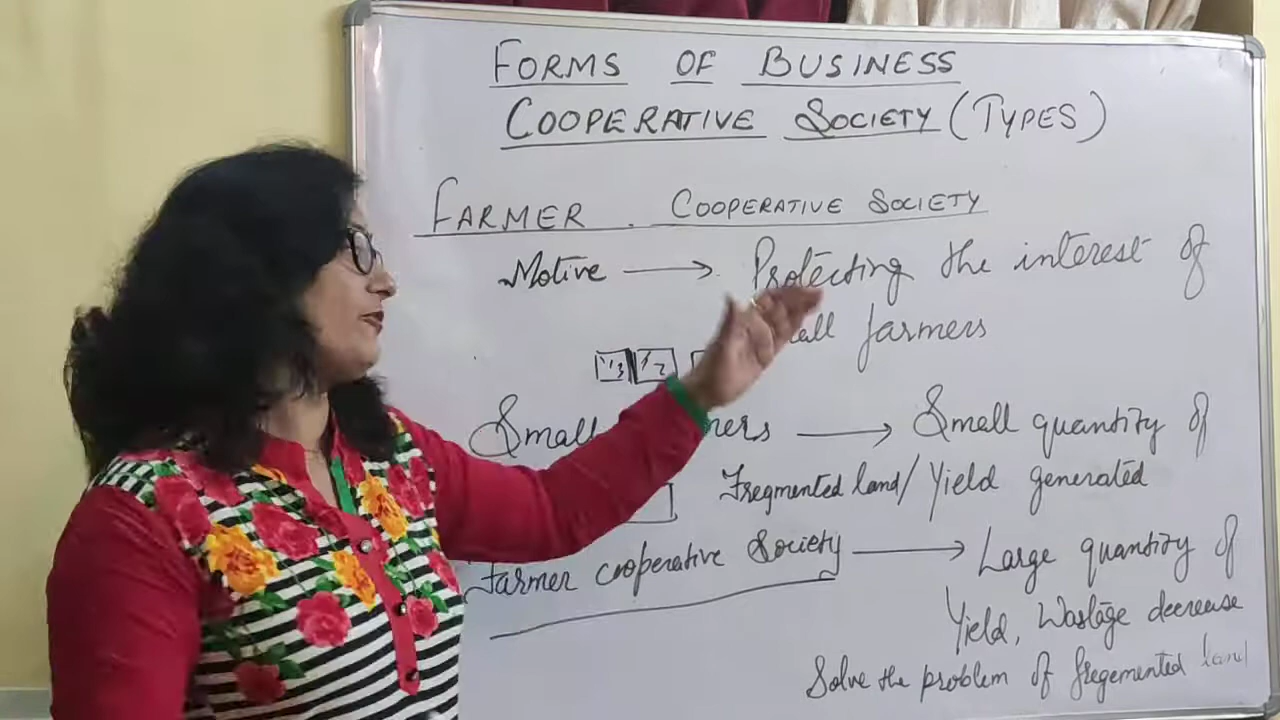 FORMS OF BUSINESS
COOPERATIVE SOCIETY (TYPES)
FARMER COOPERATIVE SOCIETY
Motive → Protecting the interest of
farmers
Small → Small quantity of
Fregmented land/ Yield generated
Farmer cooperative Society → Large quantity of
Yield, Wastage decrease
Solve the problem of fregemented land